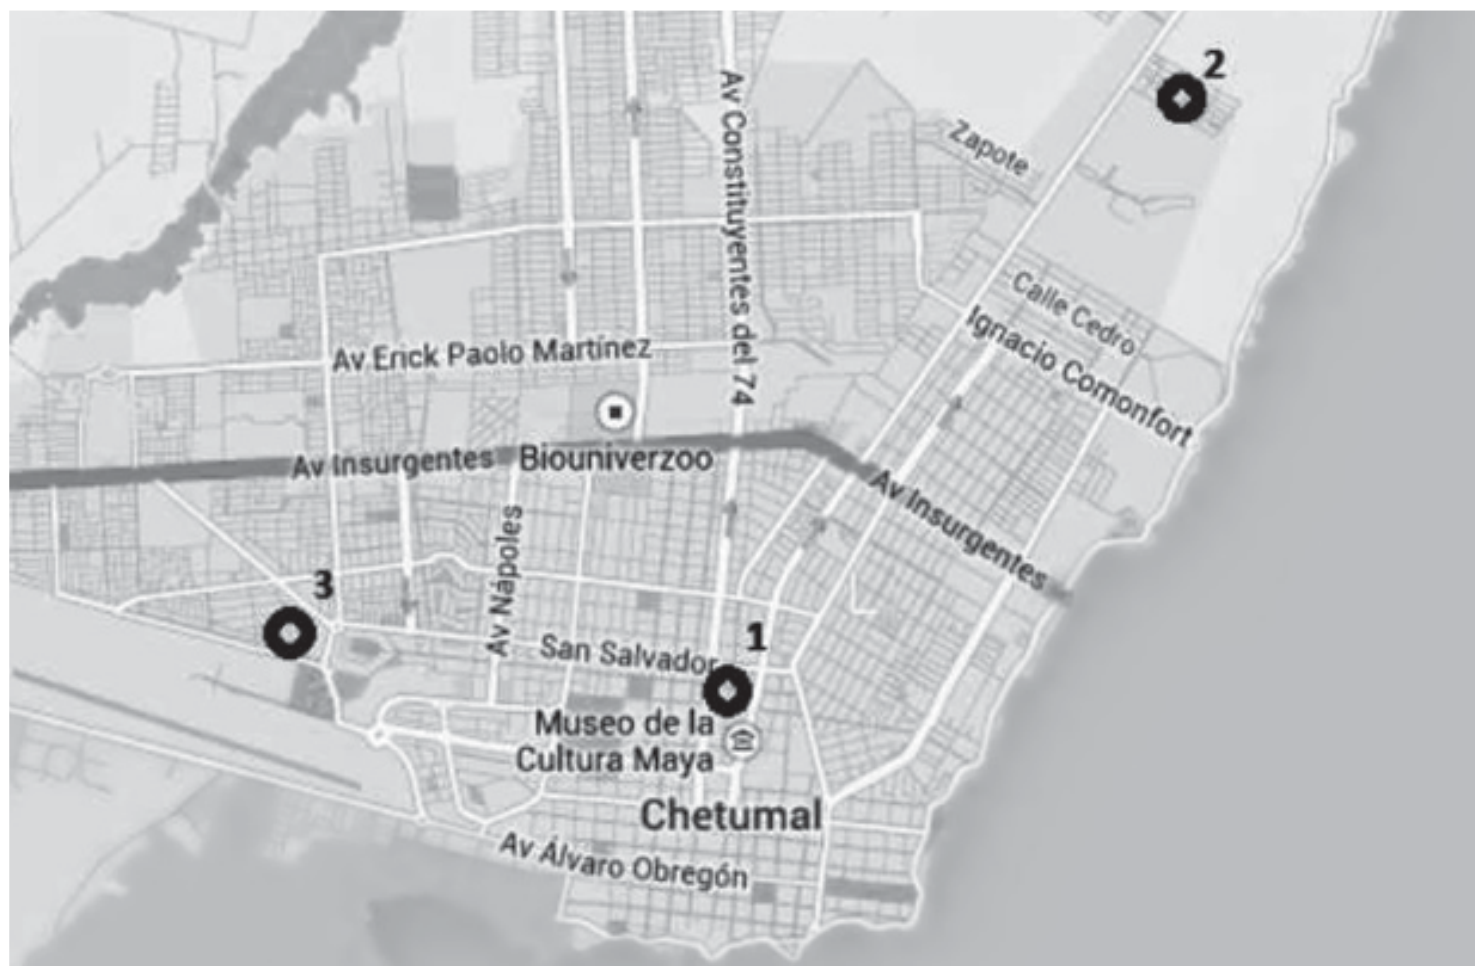 2
Av Constituyentes del 74
Zapote
Calle Cedro
Ignacio Comonfort
Av Erick Paolo Martínez
Av Insurgentes
Biouniverzoo
Av Insurgentes
Av Nápoles
3
1
San Salvador
Museo de la
Cultura Maya
Chetumal
Av Álvaro Obregón